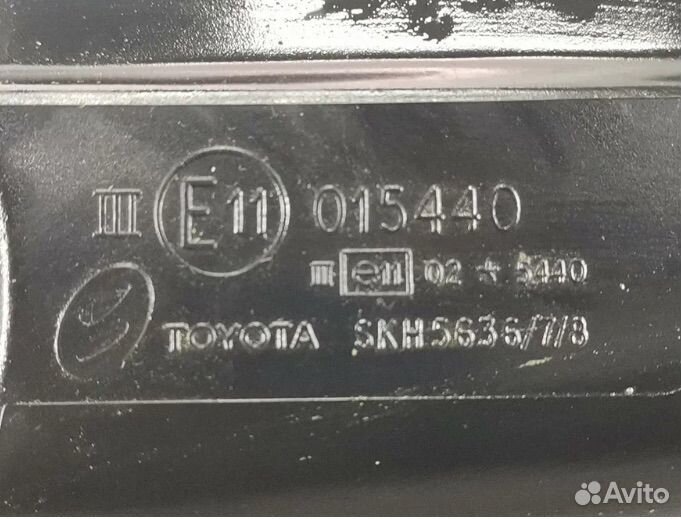 III E11 015440
III e11 02 * 5440
TOYOTA SKH5636/7/8
Avito